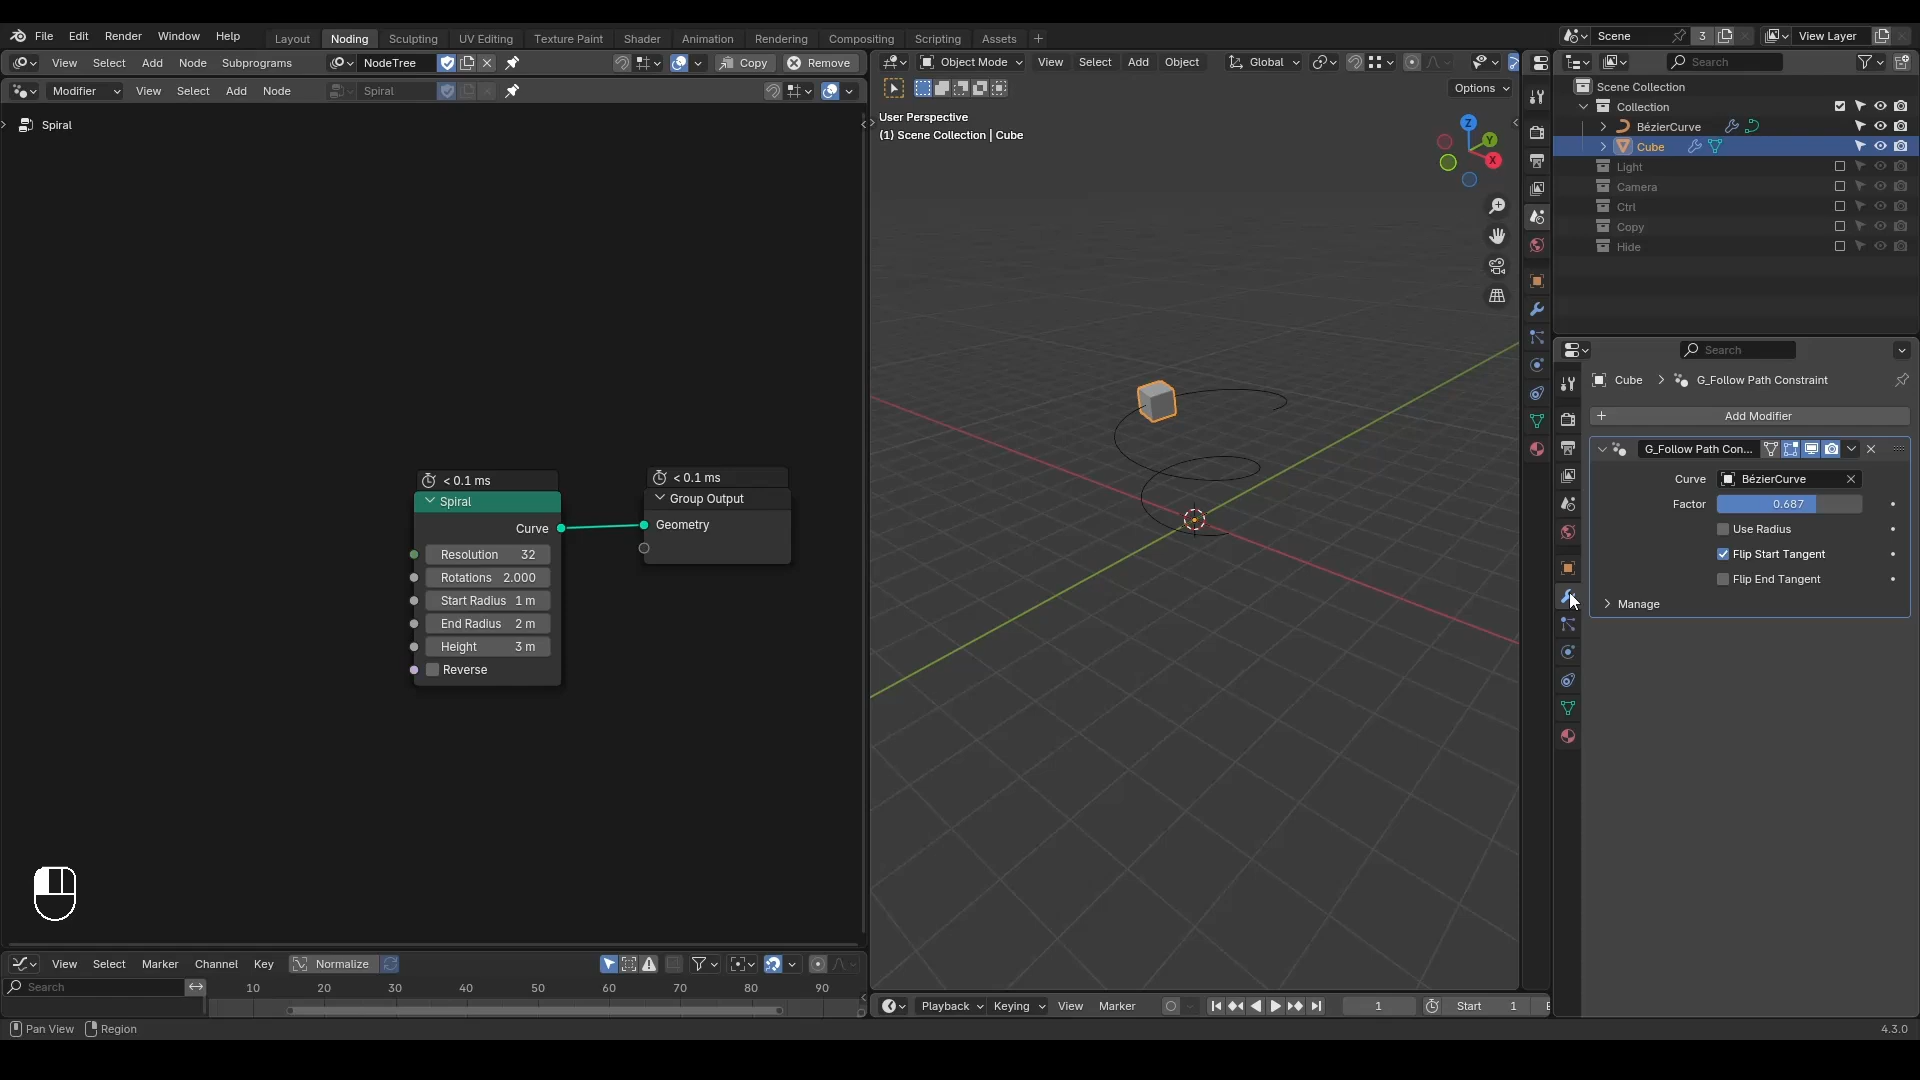 File Edit Render Window Help
Layout Noding Sculpting UV Editing Texture Paint Shader Animation Rendering Compositing Scripting Assets
Scene 3 View Layer
View Select Add Node Subprograms NodeTree Copy Remove
Modifier View Select Add Node Spiral
Spiral
< 0.1 ms
Spiral
Curve
Resolution 32
Rotations 2.000
Start Radius 1 m
End Radius 2 m
Height 3 m
Reverse
< 0.1 ms
Group Output
Geometry
Object Mode View Select Add Object Global
Options
User Perspective
(1) Scene Collection | Cube
Z
Y
X
Search
Scene Collection
Collection
BézierCurve
Cube
Light
Camera
Ctrl
Copy
Hide
Search
Cube > G_Follow Path Constraint
Add Modifier
G_Follow Path Con...
Curve BézierCurve
Factor 0.687
Use Radius
Flip Start Tangent
Flip End Tangent
Manage
View Select Marker Channel Key Normalize
Search 10 20 30 40 50 60 70 80 90
Playback Keying View Marker 1 Start 1
Pan View Region 4.3.0